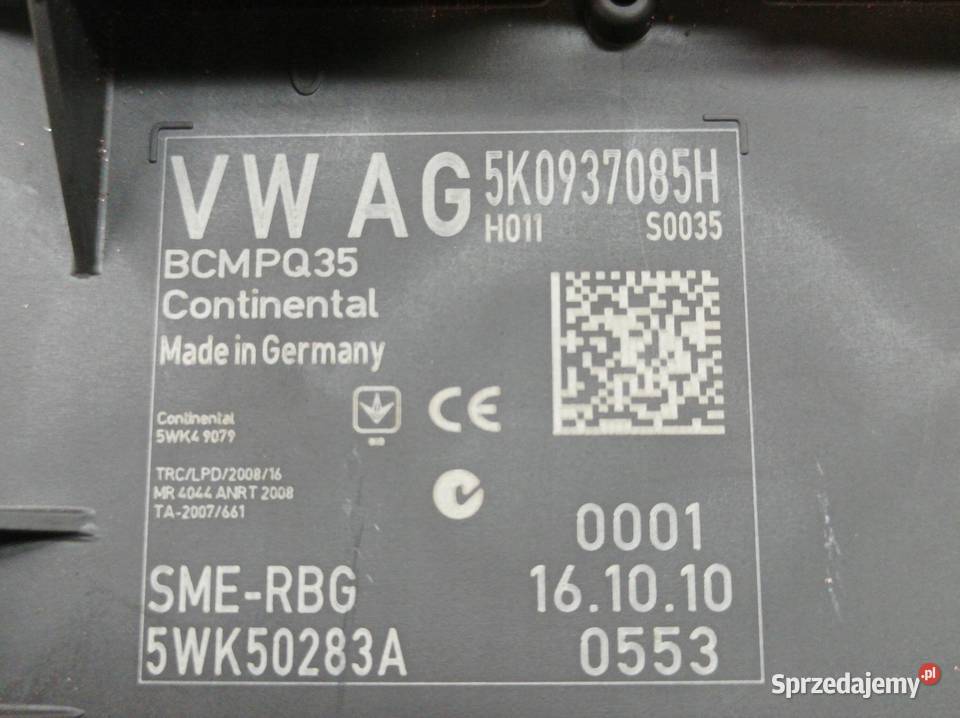 VW AG 5K0937085H
H011 S0035
BCMPQ35
Continental
Made in Germany
CE
Continental
5WK4 9079
TRC/LPD/2008/16
MR 4044 ANRT 2008
TA-2007/661
0001
SME-RBG 16.10.10
5WK50283A 0553
Sprzedajemy.pl